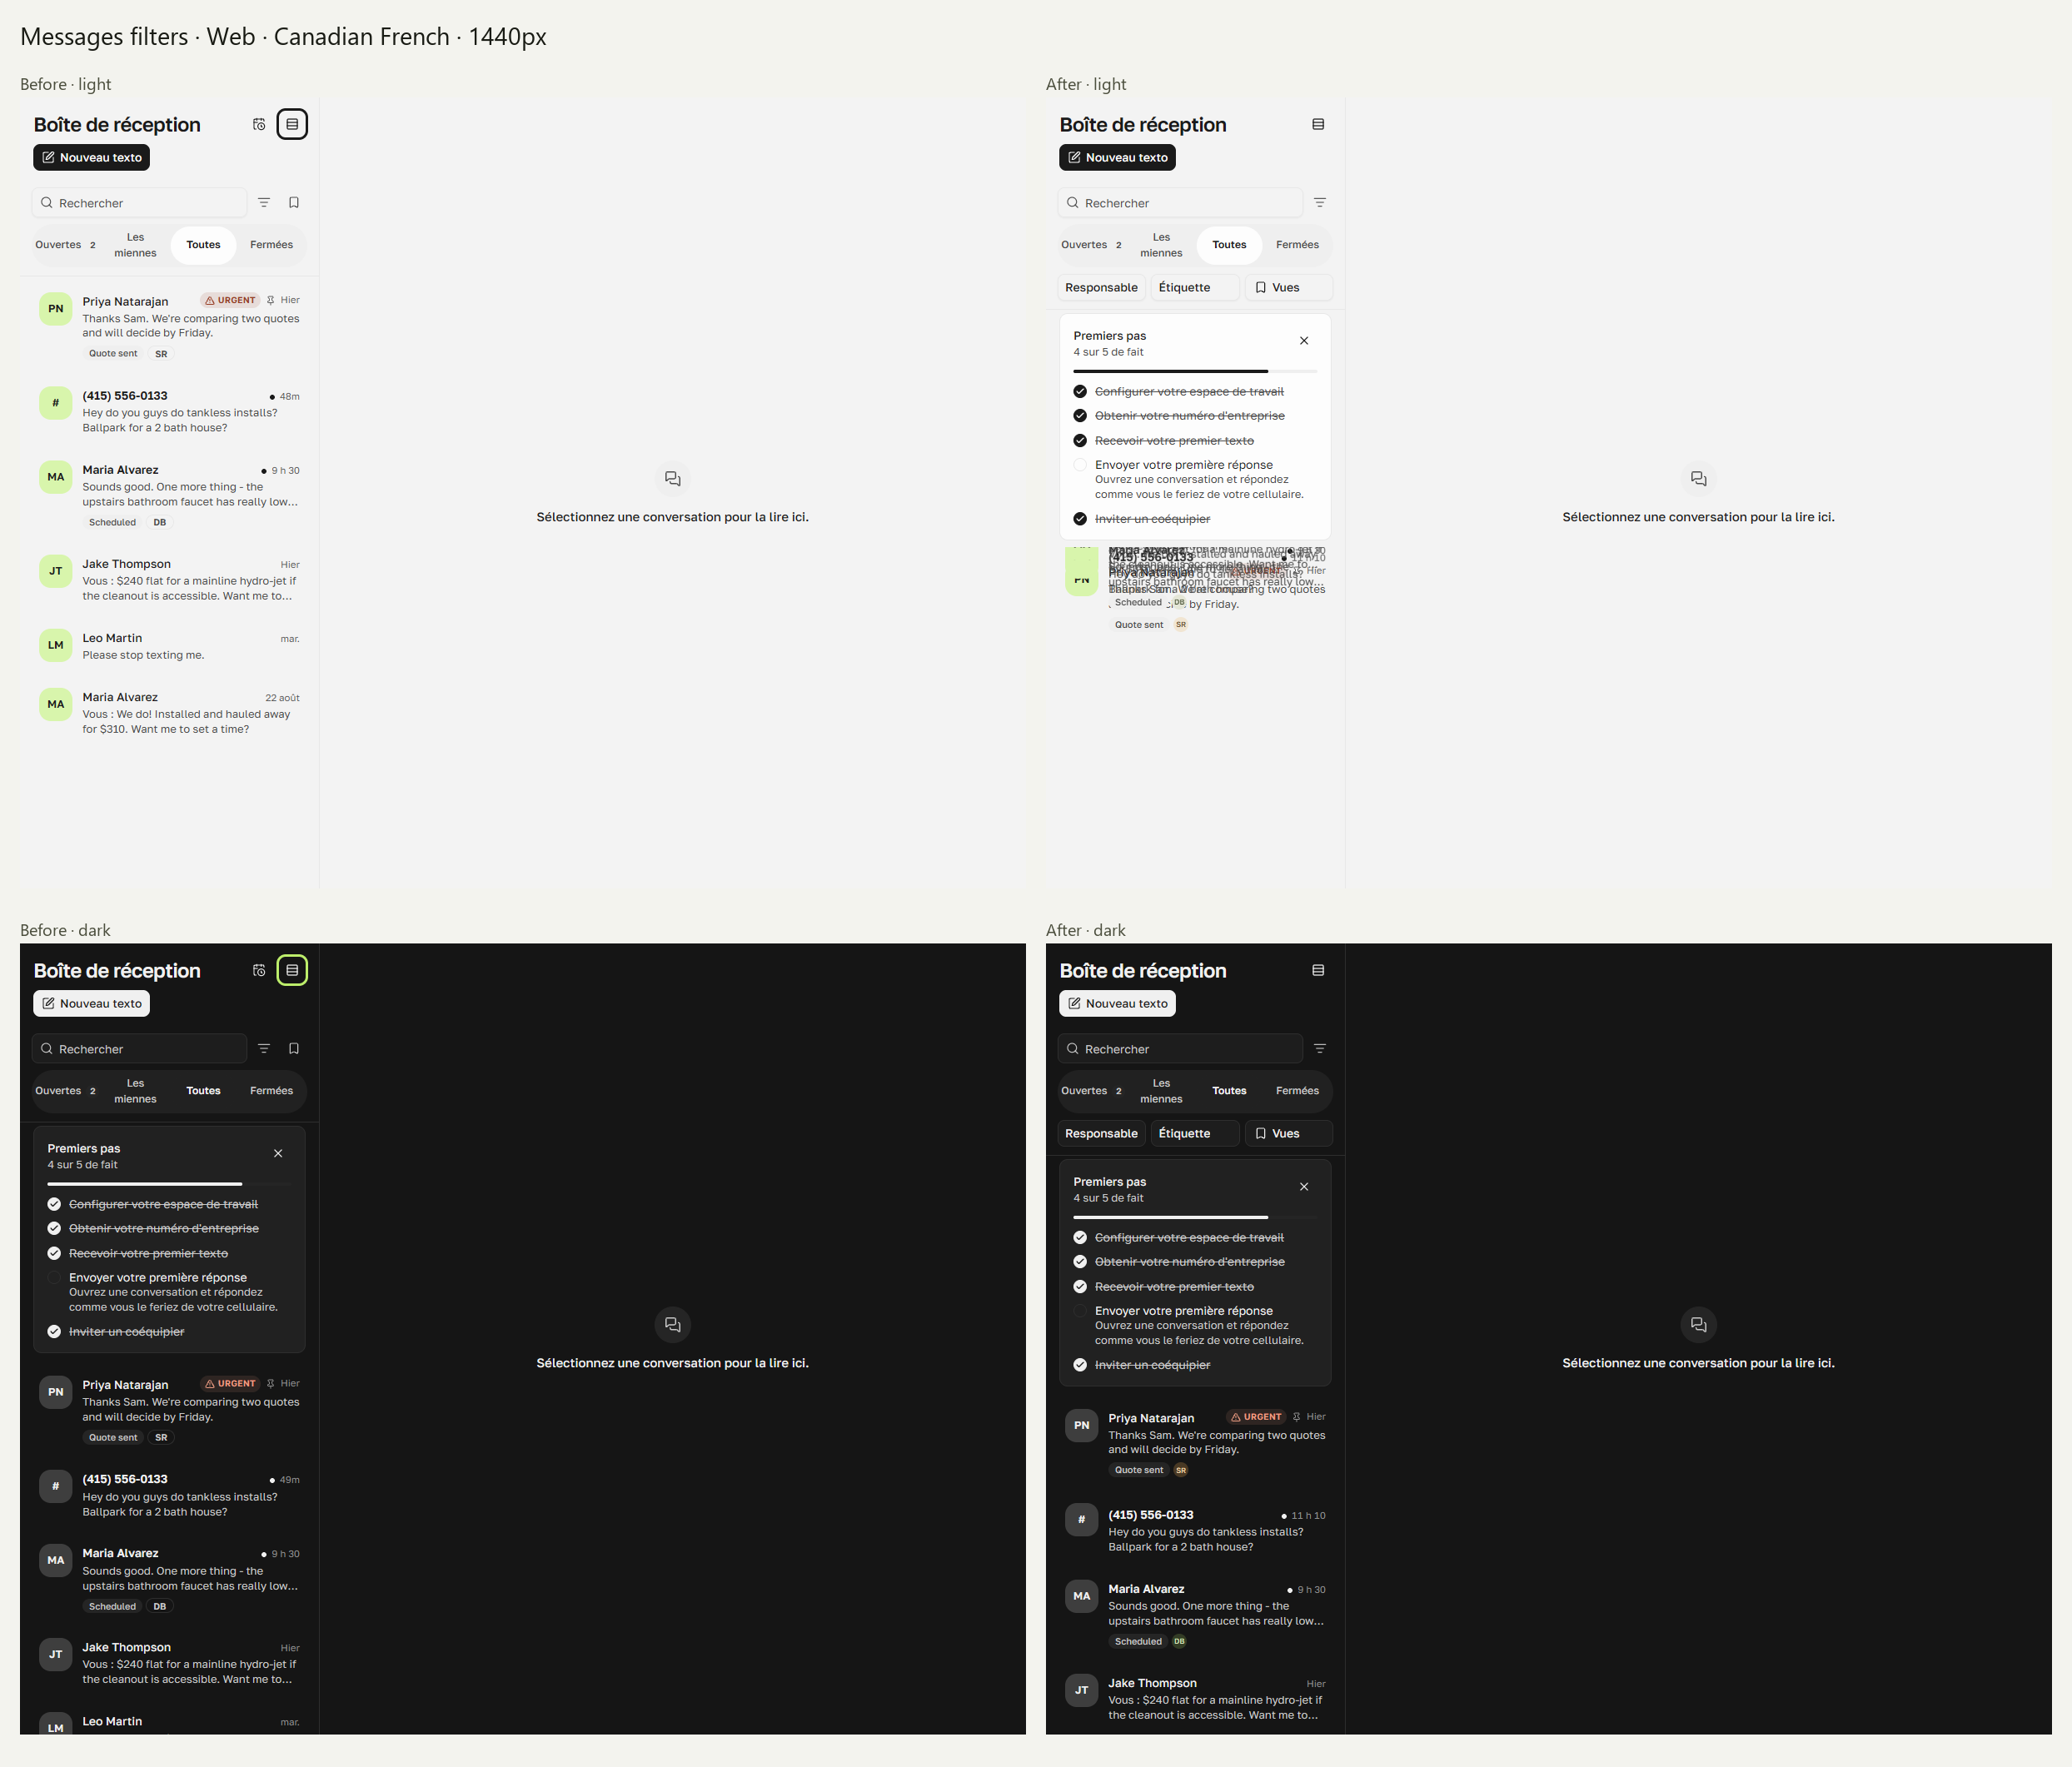 Messages filters · Web · Canadian French · 1440px
Before · light
Boîte de réception
Nouveau texto
Rechercher
Ouvertes 2
Les miennes
Toutes
Fermées
PN
Priya Natarajan
URGENT
Hier
Thanks Sam. We're comparing two quotes
and will decide by Friday.
Quote sent
SR
#
(415) 556-0133
48m
Hey do you guys do tankless installs?
Ballpark for a 2 bath house?
MA
Maria Alvarez
9 h 30
Sounds good. One more thing - the
upstairs bathroom faucet has really low...
Scheduled
DB
JT
Jake Thompson
Hier
Vous : $240 flat for a mainline hydro-jet if
the cleanout is accessible. Want me to...
LM
Leo Martin
mar.
Please stop texting me.
MA
Maria Alvarez
22 août
Vous : We do! Installed and hauled away
for $310. Want me to set a time?
Sélectionnez une conversation pour la lire ici.
After · light
Boîte de réception
Nouveau texto
Rechercher
Ouvertes 2
Les miennes
Toutes
Fermées
Responsable
Étiquette
Vues
Premiers pas
4 sur 5 de fait
Configurer votre espace de travail
Obtenir votre numéro d'entreprise
Recevoir votre premier texto
Envoyer votre première réponse
Ouvrez une conversation et répondez
comme vous le feriez de votre cellulaire.
Inviter un coéquipier
(415) 556-0133
Priya Natarajan
Hier
upstairs bathroom faucet has really low...
Scheduled
DB
by Friday.
Quote sent
SR
Sélectionnez une conversation pour la lire ici.
Before · dark
Boîte de réception
Nouveau texto
Rechercher
Ouvertes 2
Les miennes
Toutes
Fermées
Premiers pas
4 sur 5 de fait
Configurer votre espace de travail
Obtenir votre numéro d'entreprise
Recevoir votre premier texto
Envoyer votre première réponse
Ouvrez une conversation et répondez
comme vous le feriez de votre cellulaire.
Inviter un coéquipier
PN
Priya Natarajan
URGENT
Hier
Thanks Sam. We're comparing two quotes
and will decide by Friday.
Quote sent
SR
#
(415) 556-0133
49m
Hey do you guys do tankless installs?
Ballpark for a 2 bath house?
MA
Maria Alvarez
9 h 30
Sounds good. One more thing - the
upstairs bathroom faucet has really low...
Scheduled
DB
JT
Jake Thompson
Hier
Vous : $240 flat for a mainline hydro-jet if
the cleanout is accessible. Want me to...
LM
Leo Martin
mar.
Sélectionnez une conversation pour la lire ici.
After · dark
Boîte de réception
Nouveau texto
Rechercher
Ouvertes 2
Les miennes
Toutes
Fermées
Responsable
Étiquette
Vues
Premiers pas
4 sur 5 de fait
Configurer votre espace de travail
Obtenir votre numéro d'entreprise
Recevoir votre premier texto
Envoyer votre première réponse
Ouvrez une conversation et répondez
comme vous le feriez de votre cellulaire.
Inviter un coéquipier
PN
Priya Natarajan
URGENT
Hier
Thanks Sam. We're comparing two quotes
and will decide by Friday.
Quote sent
SR
#
(415) 556-0133
11 h 10
Hey do you guys do tankless installs?
Ballpark for a 2 bath house?
MA
Maria Alvarez
9 h 30
Sounds good. One more thing - the
upstairs bathroom faucet has really low...
Scheduled
DB
JT
Jake Thompson
Hier
Vous : $240 flat for a mainline hydro-jet if
the cleanout is accessible. Want me to...
Sélectionnez une conversation pour la lire ici.